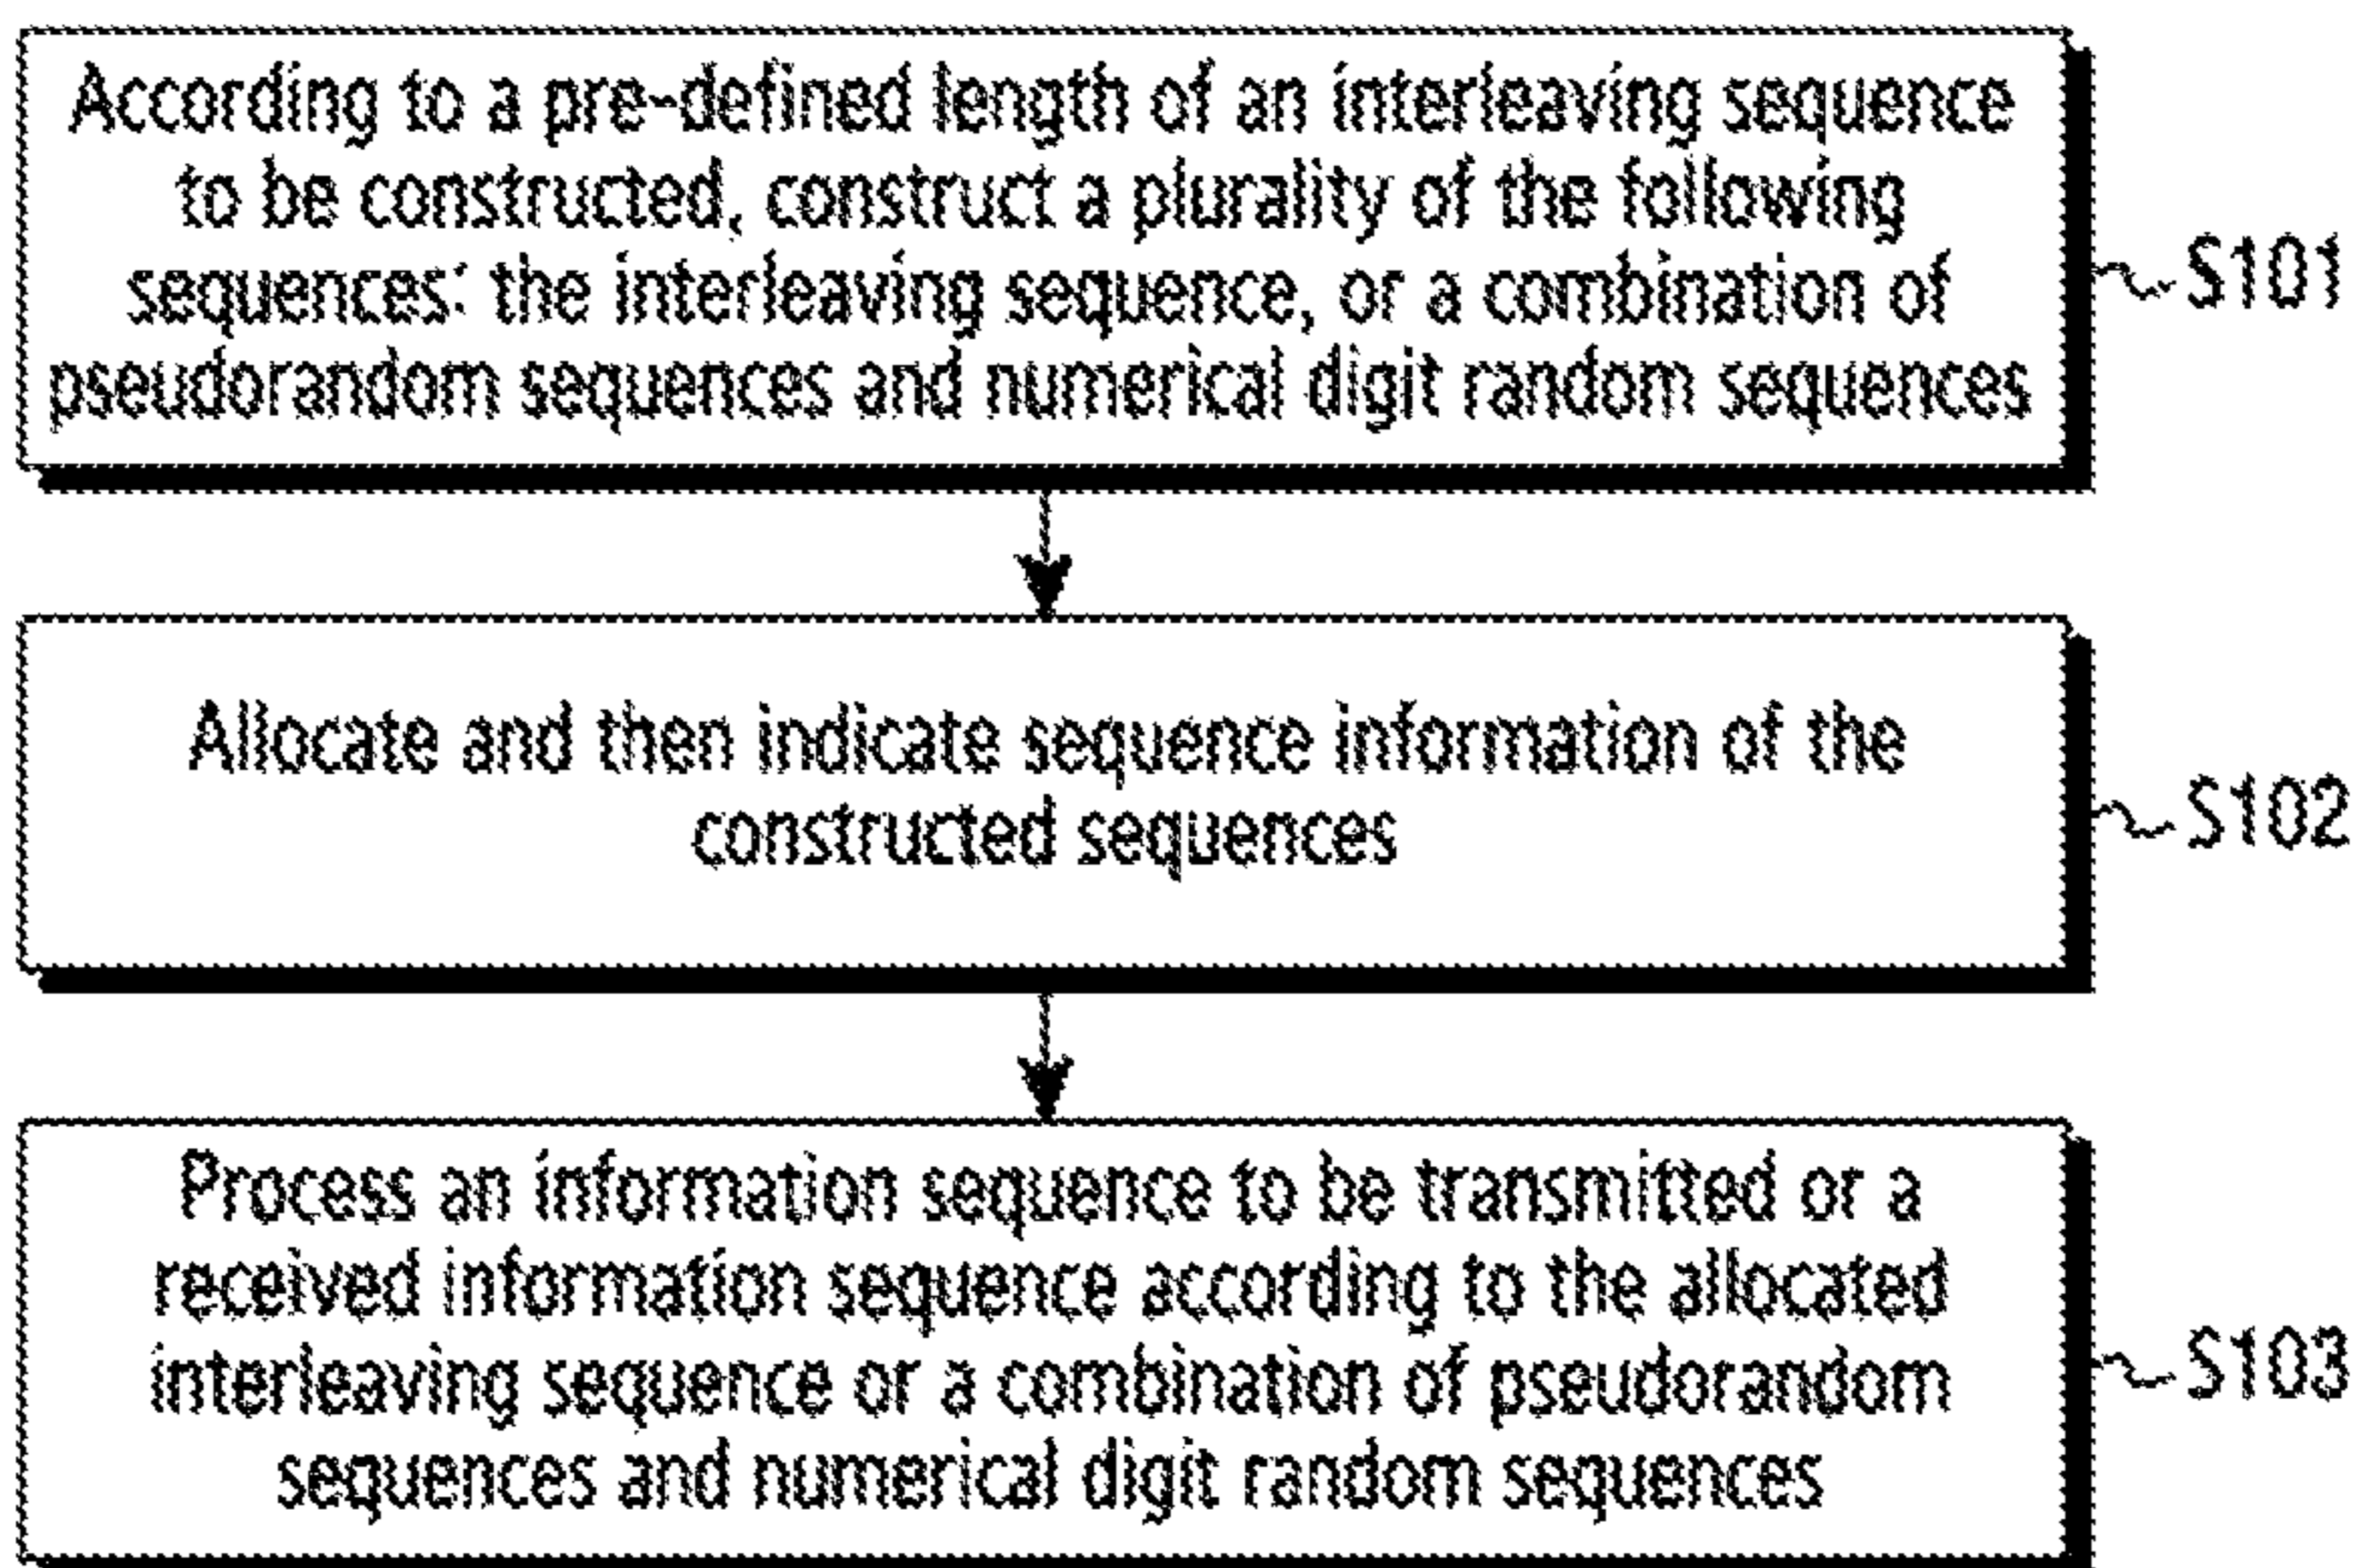 According to a pre-defined length of an interleaving sequence
to be constructed, construct a plurality of the following
sequences: the interleaving sequence, or a combination of
pseudorandom sequences and numerical digit random sequences
S101
Allocate and then indicate sequence information of the
constructed sequences
S102
Process an information sequence to be transmitted or a
received information sequence according to the allocated
interleaving sequence or a combination of pseudorandom
sequences and numerical digit random sequences
S103